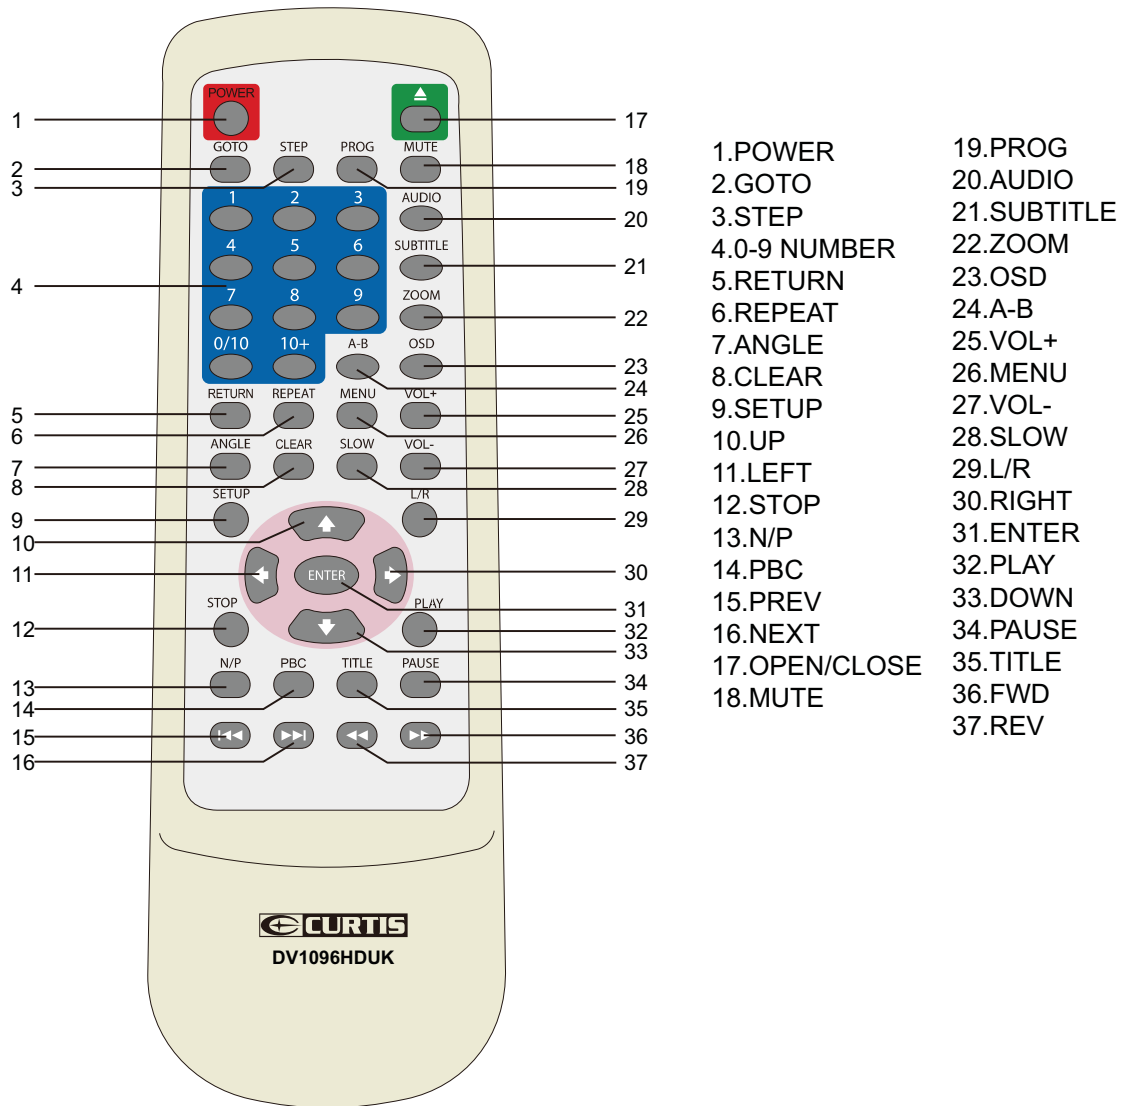 POWER
1
17
GOTO STEP PROG MUTE
2
18
3
19
1 2 3 AUDIO
20
4 5 6 SUBTITLE
21
4
7 8 9 ZOOM
22
0/10 10+ A-B OSD
23
24
RETURN REPEAT MENU VOL+
5
25
6
26
ANGLE CLEAR SLOW VOL-
7
27
8
28
SETUP L/R
9
29
10
ENTER
11
30
STOP PLAY
31
12
32
33
N/P PBC TITLE PAUSE
13
34
14
35
15
36
16
37
CURTIS
DV1096HDUK
1.POWER
2.GOTO
3.STEP
4.0-9 NUMBER
5.RETURN
6.REPEAT
7.ANGLE
8.CLEAR
9.SETUP
10.UP
11.LEFT
12.STOP
13.N/P
14.PBC
15.PREV
16.NEXT
17.OPEN/CLOSE
18.MUTE
19.PROG
20.AUDIO
21.SUBTITLE
22.ZOOM
23.OSD
24.A-B
25.VOL+
26.MENU
27.VOL-
28.SLOW
29.L/R
30.RIGHT
31.ENTER
32.PLAY
33.DOWN
34.PAUSE
35.TITLE
36.FWD
37.REV